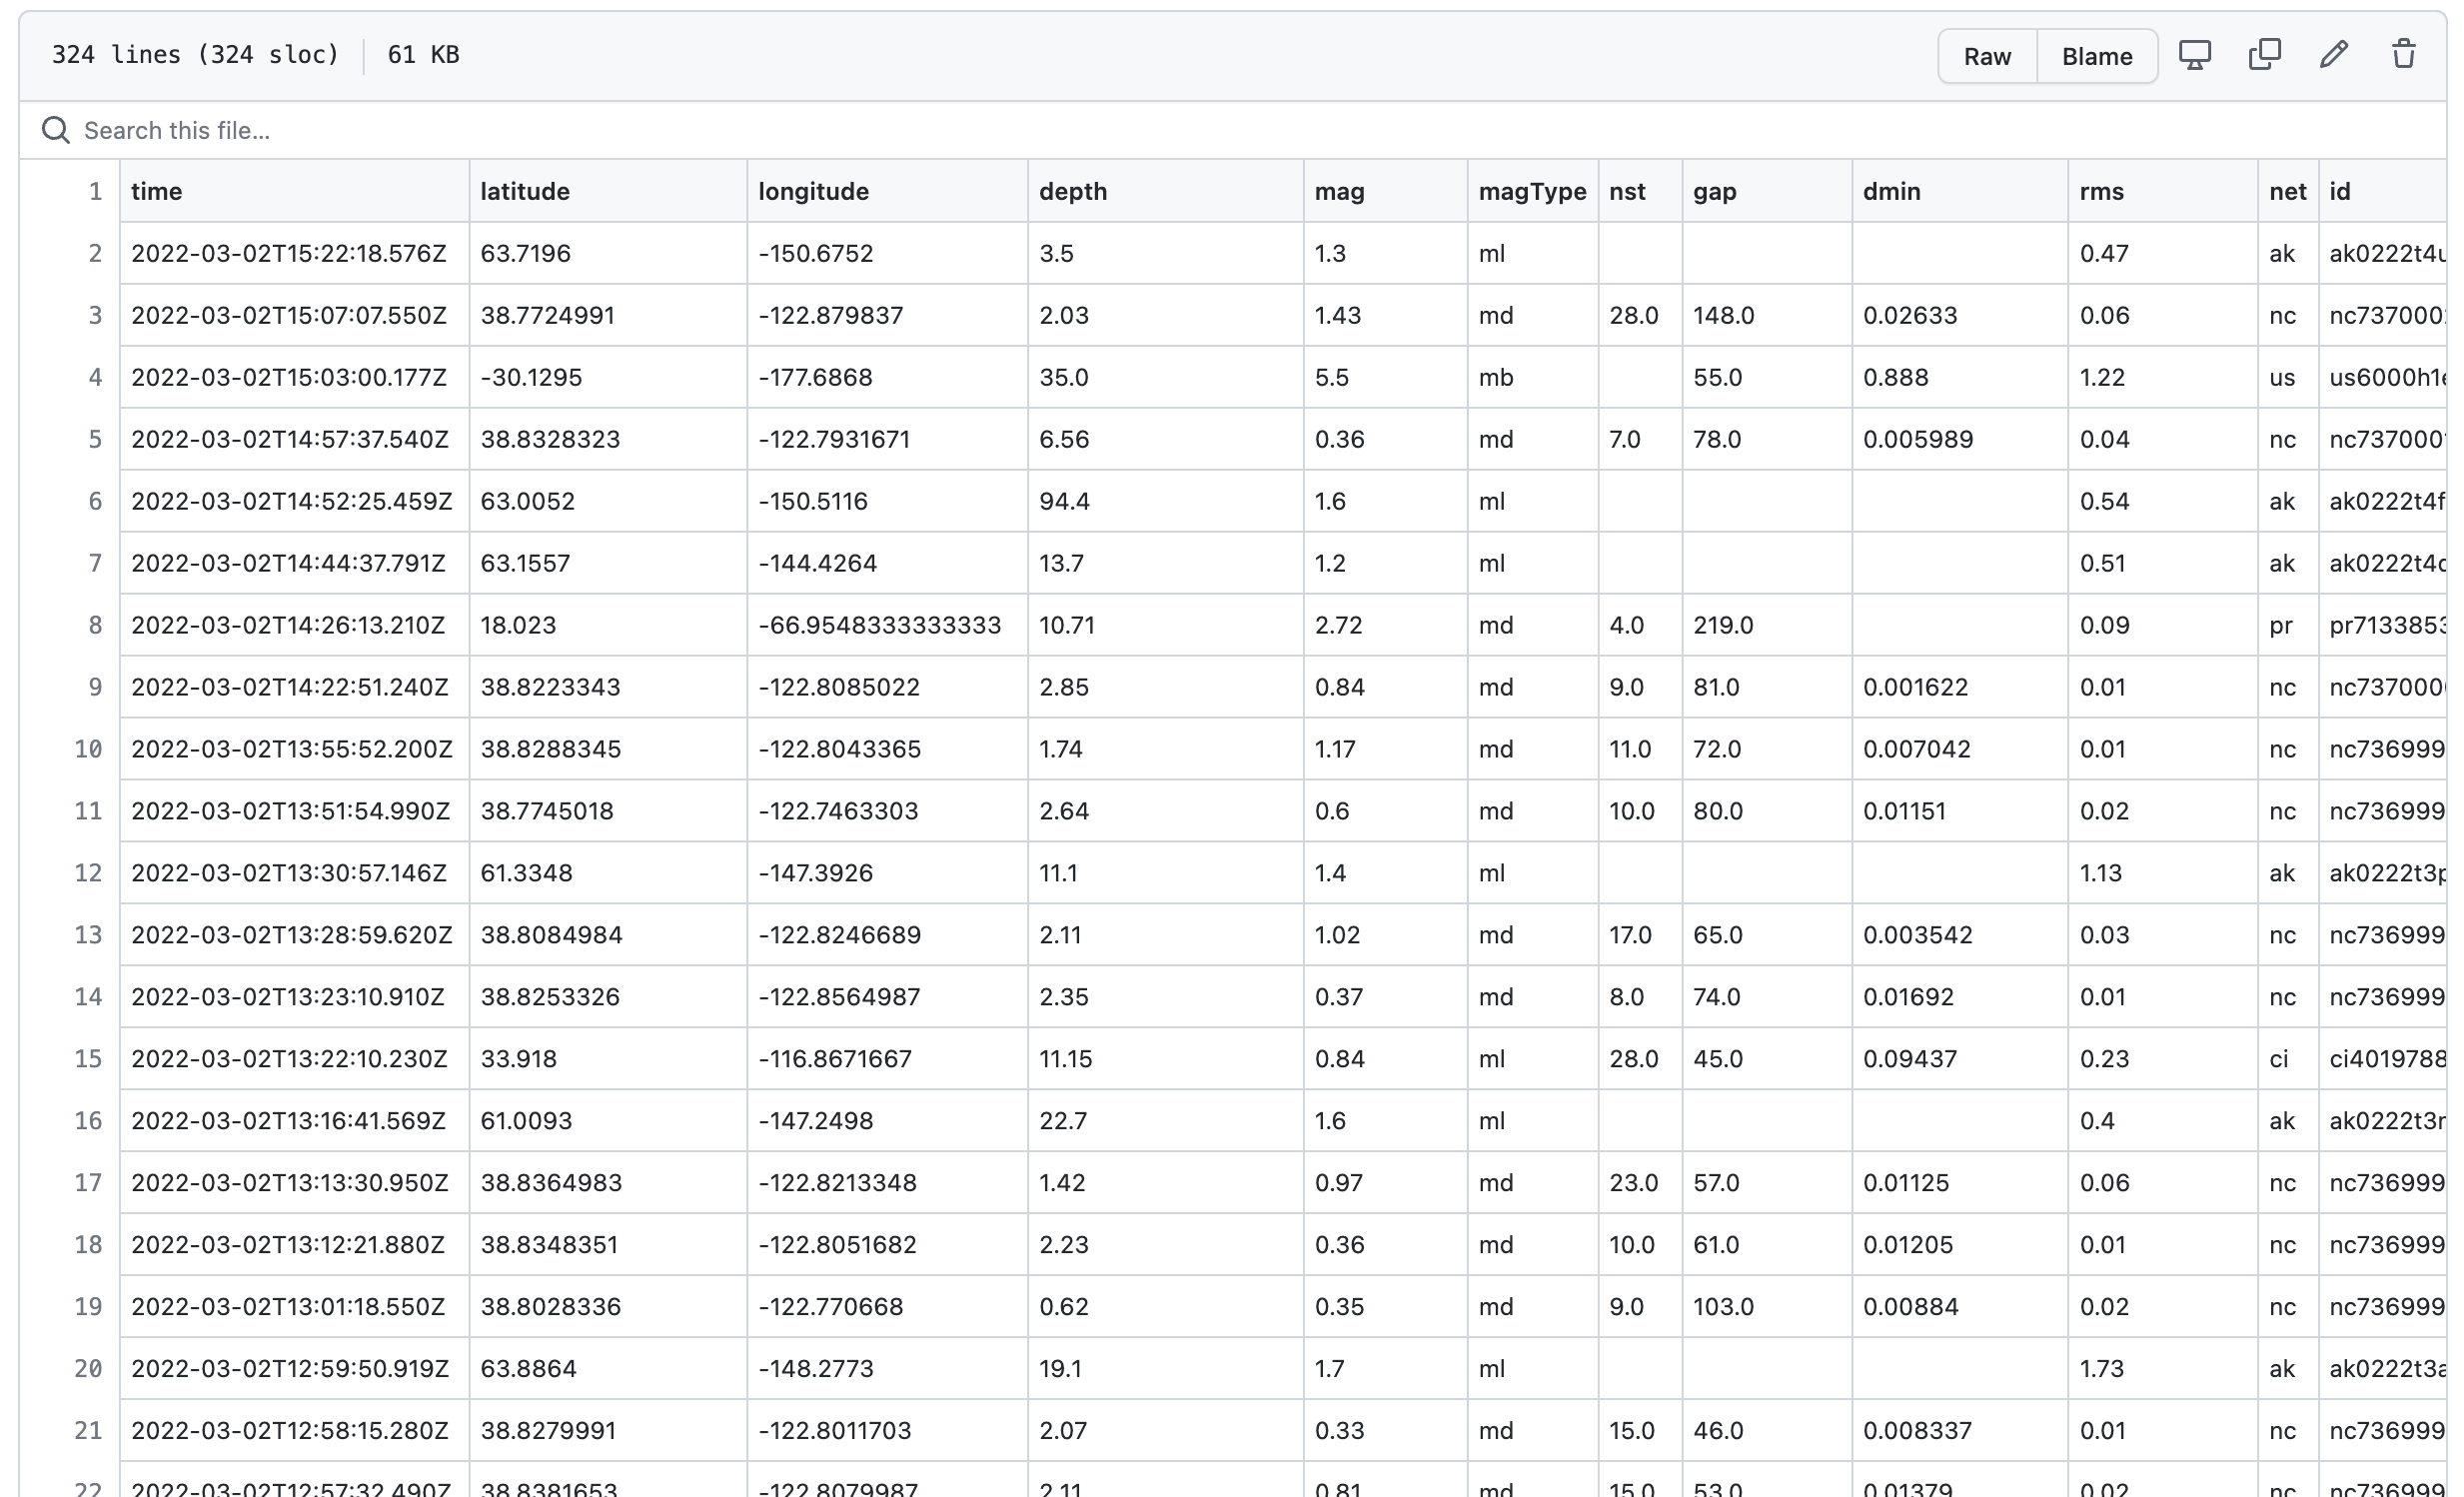 324 lines (324 sloc) 61 KB Raw Blame
Search this file...
1 time latitude longitude depth mag magType nst gap dmin rms net id
2 2022-03-02T15:22:18.576Z 63.7196 -150.6752 3.5 1.3 ml 0.47 ak ak0222t4u
3 2022-03-02T15:07:07.550Z 38.7724991 -122.879837 2.03 1.43 md 28.0 148.0 0.02633 0.06 nc nc737000
4 2022-03-02T15:03:00.177Z -30.1295 -177.6868 35.0 5.5 mb 55.0 0.888 1.22 us us6000h1e
5 2022-03-02T14:57:37.540Z 38.8328323 -122.7931671 6.56 0.36 md 7.0 78.0 0.005989 0.04 nc nc737000
6 2022-03-02T14:52:25.459Z 63.0052 -150.5116 94.4 1.6 ml 0.54 ak ak0222t4f
7 2022-03-02T14:44:37.791Z 63.1557 -144.4264 13.7 1.2 ml 0.51 ak ak0222t4
8 2022-03-02T14:26:13.210Z 18.023 -66.9548333333333 10.71 2.72 md 4.0 219.0 0.09 pr pr7133853
9 2022-03-02T14:22:51.240Z 38.8223343 -122.8085022 2.85 0.84 md 9.0 81.0 0.001622 0.01 nc nc737000
10 2022-03-02T13:55:52.200Z 38.8288345 -122.8043365 1.74 1.17 md 11.0 72.0 0.007042 0.01 nc nc736999
11 2022-03-02T13:51:54.990Z 38.7745018 -122.7463303 2.64 0.6 md 10.0 80.0 0.01151 0.02 nc nc736999
12 2022-03-02T13:30:57.146Z 61.3348 -147.3926 11.1 1.4 ml 1.13 ak ak0222t3p
13 2022-03-02T13:28:59.620Z 38.8084984 -122.8246689 2.11 1.02 md 17.0 65.0 0.003542 0.03 nc nc736999
14 2022-03-02T13:23:10.910Z 38.8253326 -122.8564987 2.35 0.37 md 8.0 74.0 0.01692 0.01 nc nc736999
15 2022-03-02T13:22:10.230Z 33.918 -116.8671667 11.15 0.84 ml 28.0 45.0 0.09437 0.23 ci ci4019788
16 2022-03-02T13:16:41.569Z 61.0093 -147.2498 22.7 1.6 ml 0.4 ak ak0222t3
17 2022-03-02T13:13:30.950Z 38.8364983 -122.8213348 1.42 0.97 md 23.0 57.0 0.01125 0.06 nc nc736999
18 2022-03-02T13:12:21.880Z 38.8348351 -122.8051682 2.23 0.36 md 10.0 61.0 0.01205 0.01 nc nc736999
19 2022-03-02T13:01:18.550Z 38.8028336 -122.770668 0.62 0.35 md 9.0 103.0 0.00884 0.02 nc nc736999
20 2022-03-02T12:59:50.919Z 63.8864 -148.2773 19.1 1.7 ml 1.73 ak ak0222t3a
21 2022-03-02T12:58:15.280Z 38.8279991 -122.8011703 2.07 0.33 md 15.0 46.0 0.008337 0.01 nc nc736999
22 2022-03-02T12:57:32.490Z 38.8381653 -122.8079987 2.11 0.81 md 15.0 53.0 0.01379 0.02 nc nc736999